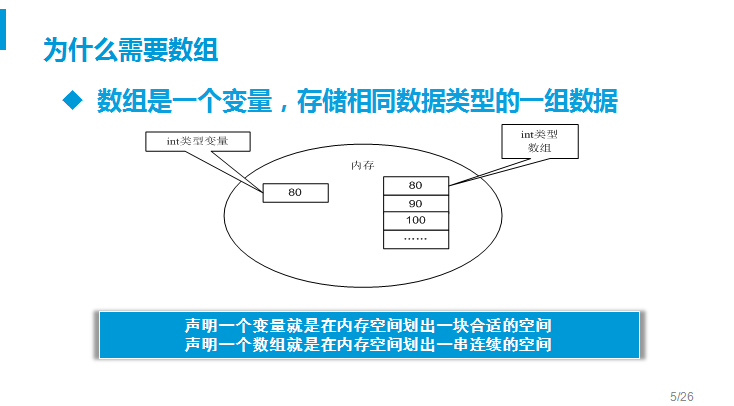 为什么需要数组
数组是一个变量，存储相同数据类型的一组数据
int类型变量
int类型
数组
内存
80
80
90
100
……
声明一个变量就是在内存空间划出一块合适的空间
声明一个数组就是在内存空间划出一串连续的空间
5/26